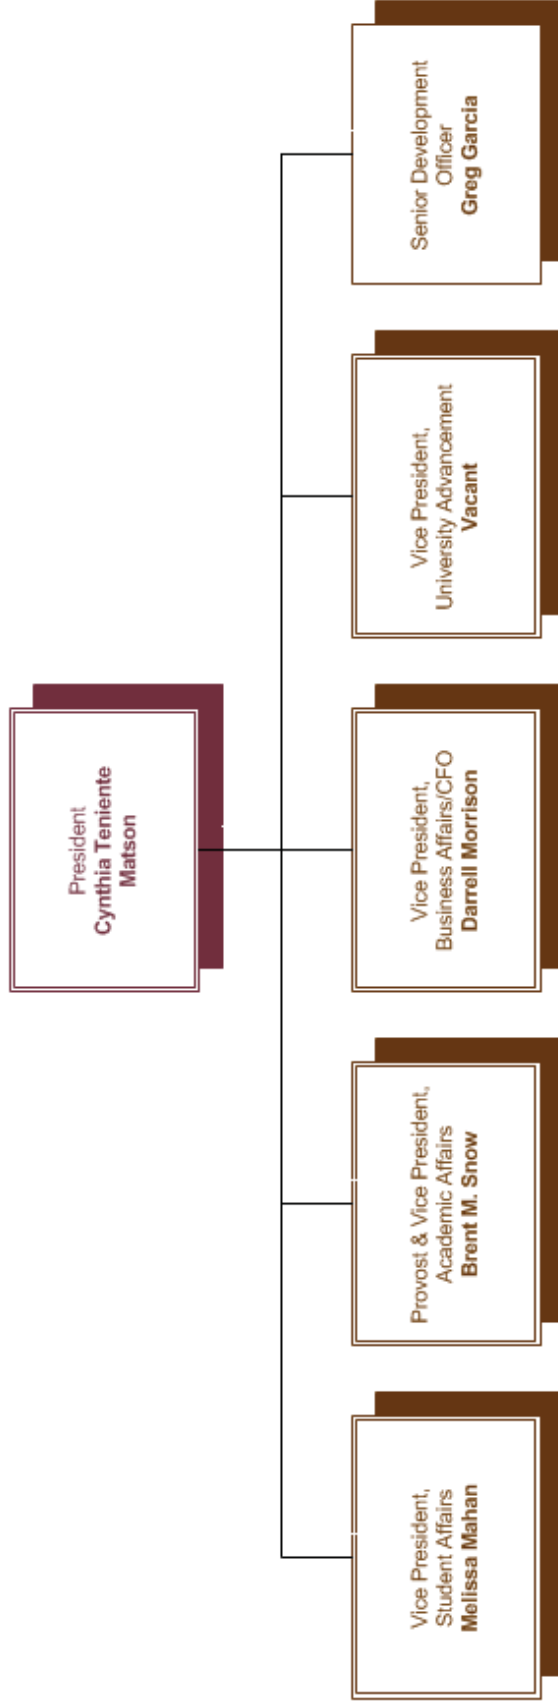 President
Cynthia Teniente
Matson
Vice President,
Student Affairs
Melissa Mahan
Provost & Vice President,
Academic Affairs
Brent M. Snow
Vice President,
Business Affairs/CFO
Darrell Morrison
Vice President,
University Advancement
Vacant
Senior Development
Officer
Greg Garcia